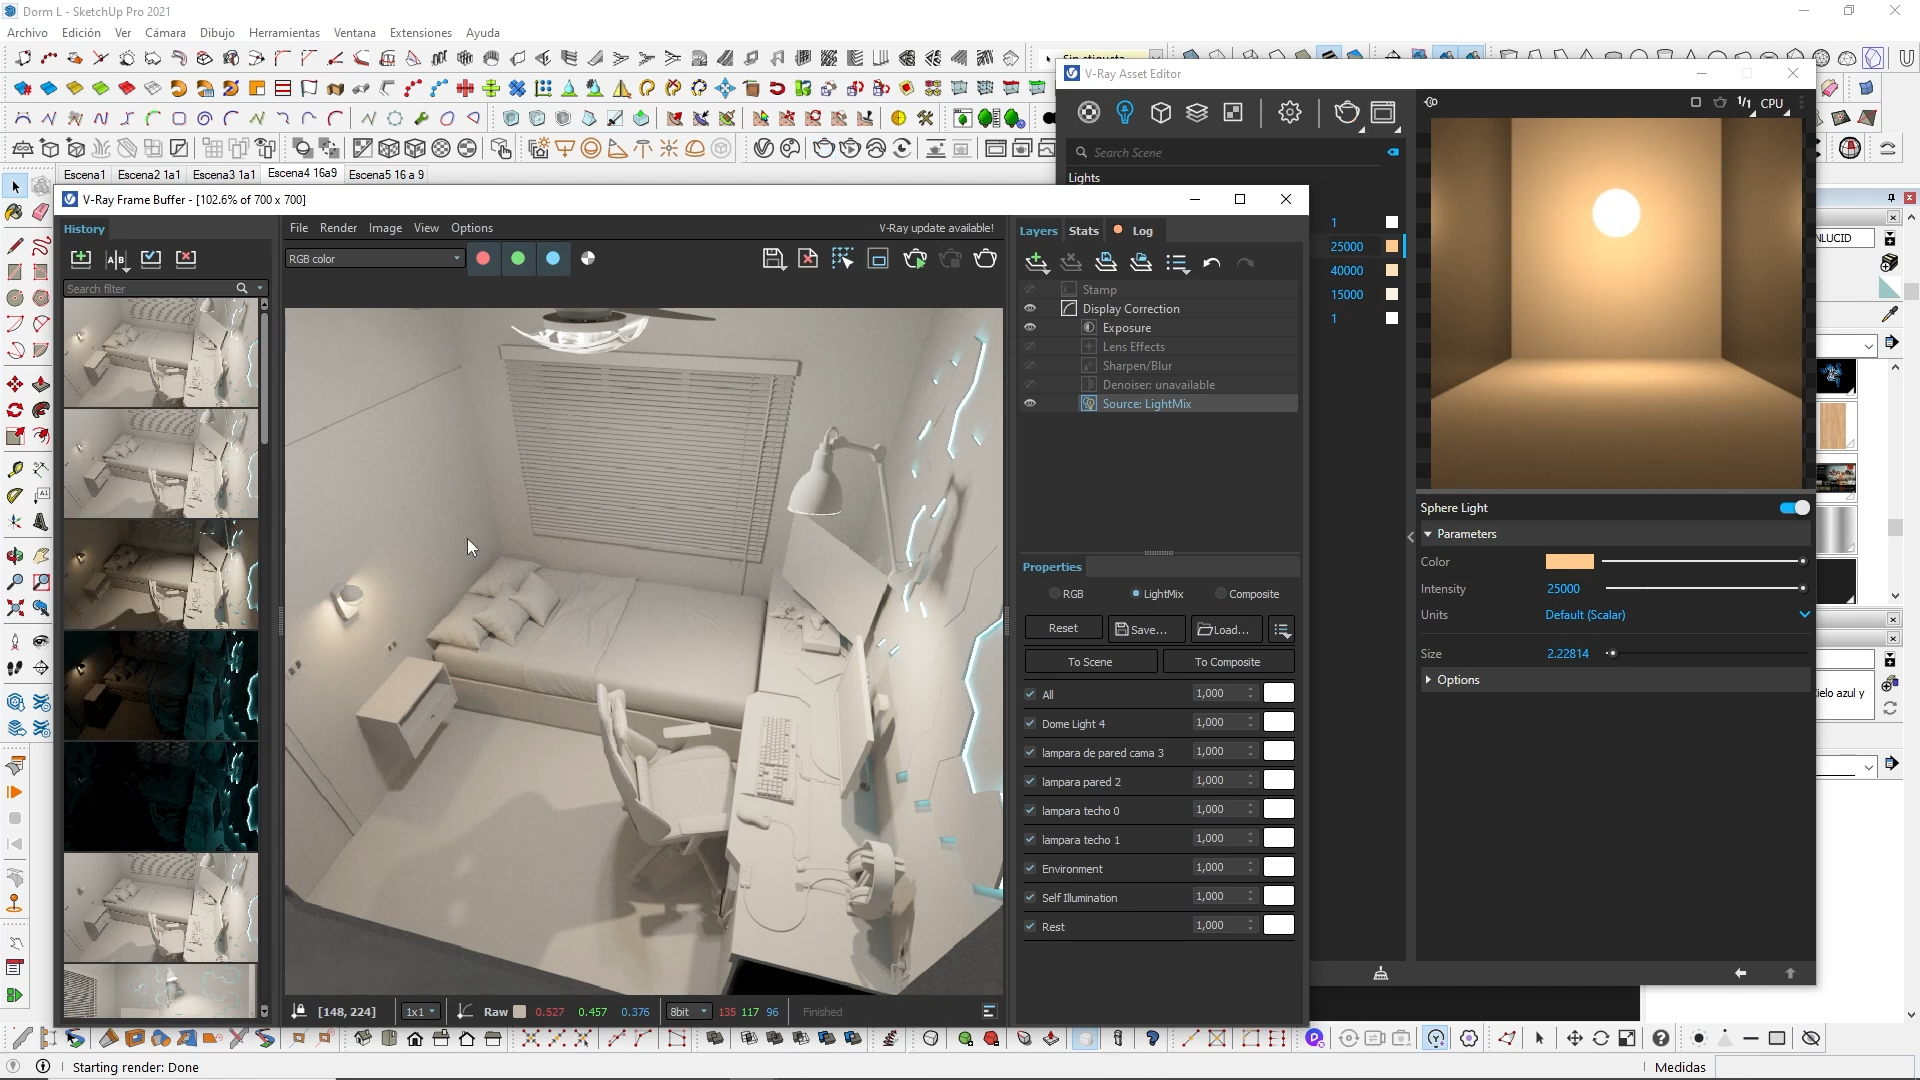 Dorm L - SketchUp Pro 2021
Archivo Edición Ver Cámara Dibujo Herramientas Ventana Extensiones Ayuda
V-Ray Asset Editor
1/1 CPU
Search Scene
Lights
Escena1 Escena2 1a1 Escena3 1a1 Escena4 16a9 Escena5 16 a 9
V-Ray Frame Buffer - [102.6% of 700 x 700]
History
File Render Image View Options
V-Ray update available!
Layers Stats Log
RGB color
Search filter
Stamp
Display Correction
Exposure
Lens Effects
Sharpen/Blur
Denoiser: unavailable
Source: LightMix
1
25000
40000
15000
1
Sphere Light
Parameters
Color
Intensity 25000
Units Default (Scalar)
Size 2.22814
Options
Properties
RGB LightMix Composite
Reset Save... Load...
To Scene To Composite
All 1,000
Dome Light 4 1,000
lampara de pared cama 3 1,000
lampara pared 2 1,000
lampara techo 0 1,000
lampara techo 1 1,000
Environment 1,000
Self Illumination 1,000
Rest 1,000
ielo azul y
[148, 224] 1x1 Raw 0.527 0.457 0.376 8bit 135 117 96 Finished
Starting render: Done
Medidas